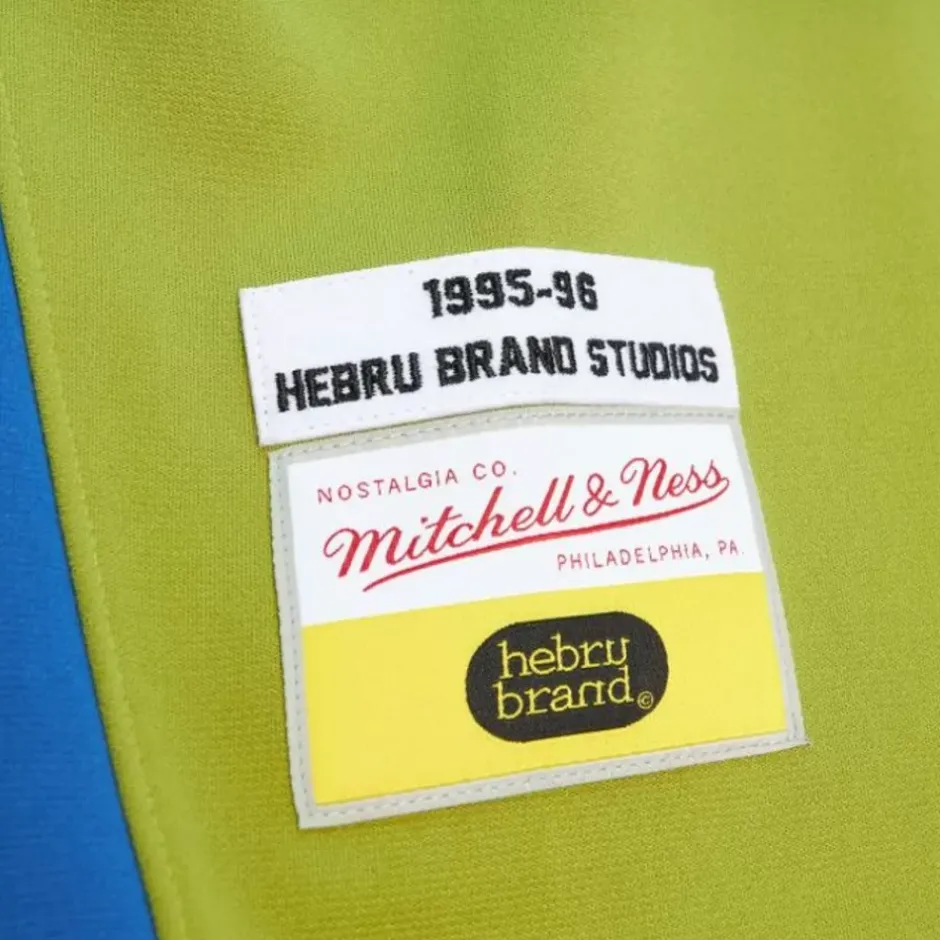 1995-96
HEBRU BRAND STUDIOS
NOSTALGIA CO.
Mitchell & Ness
PHILADELPHIA, PA.
hebru
brand©